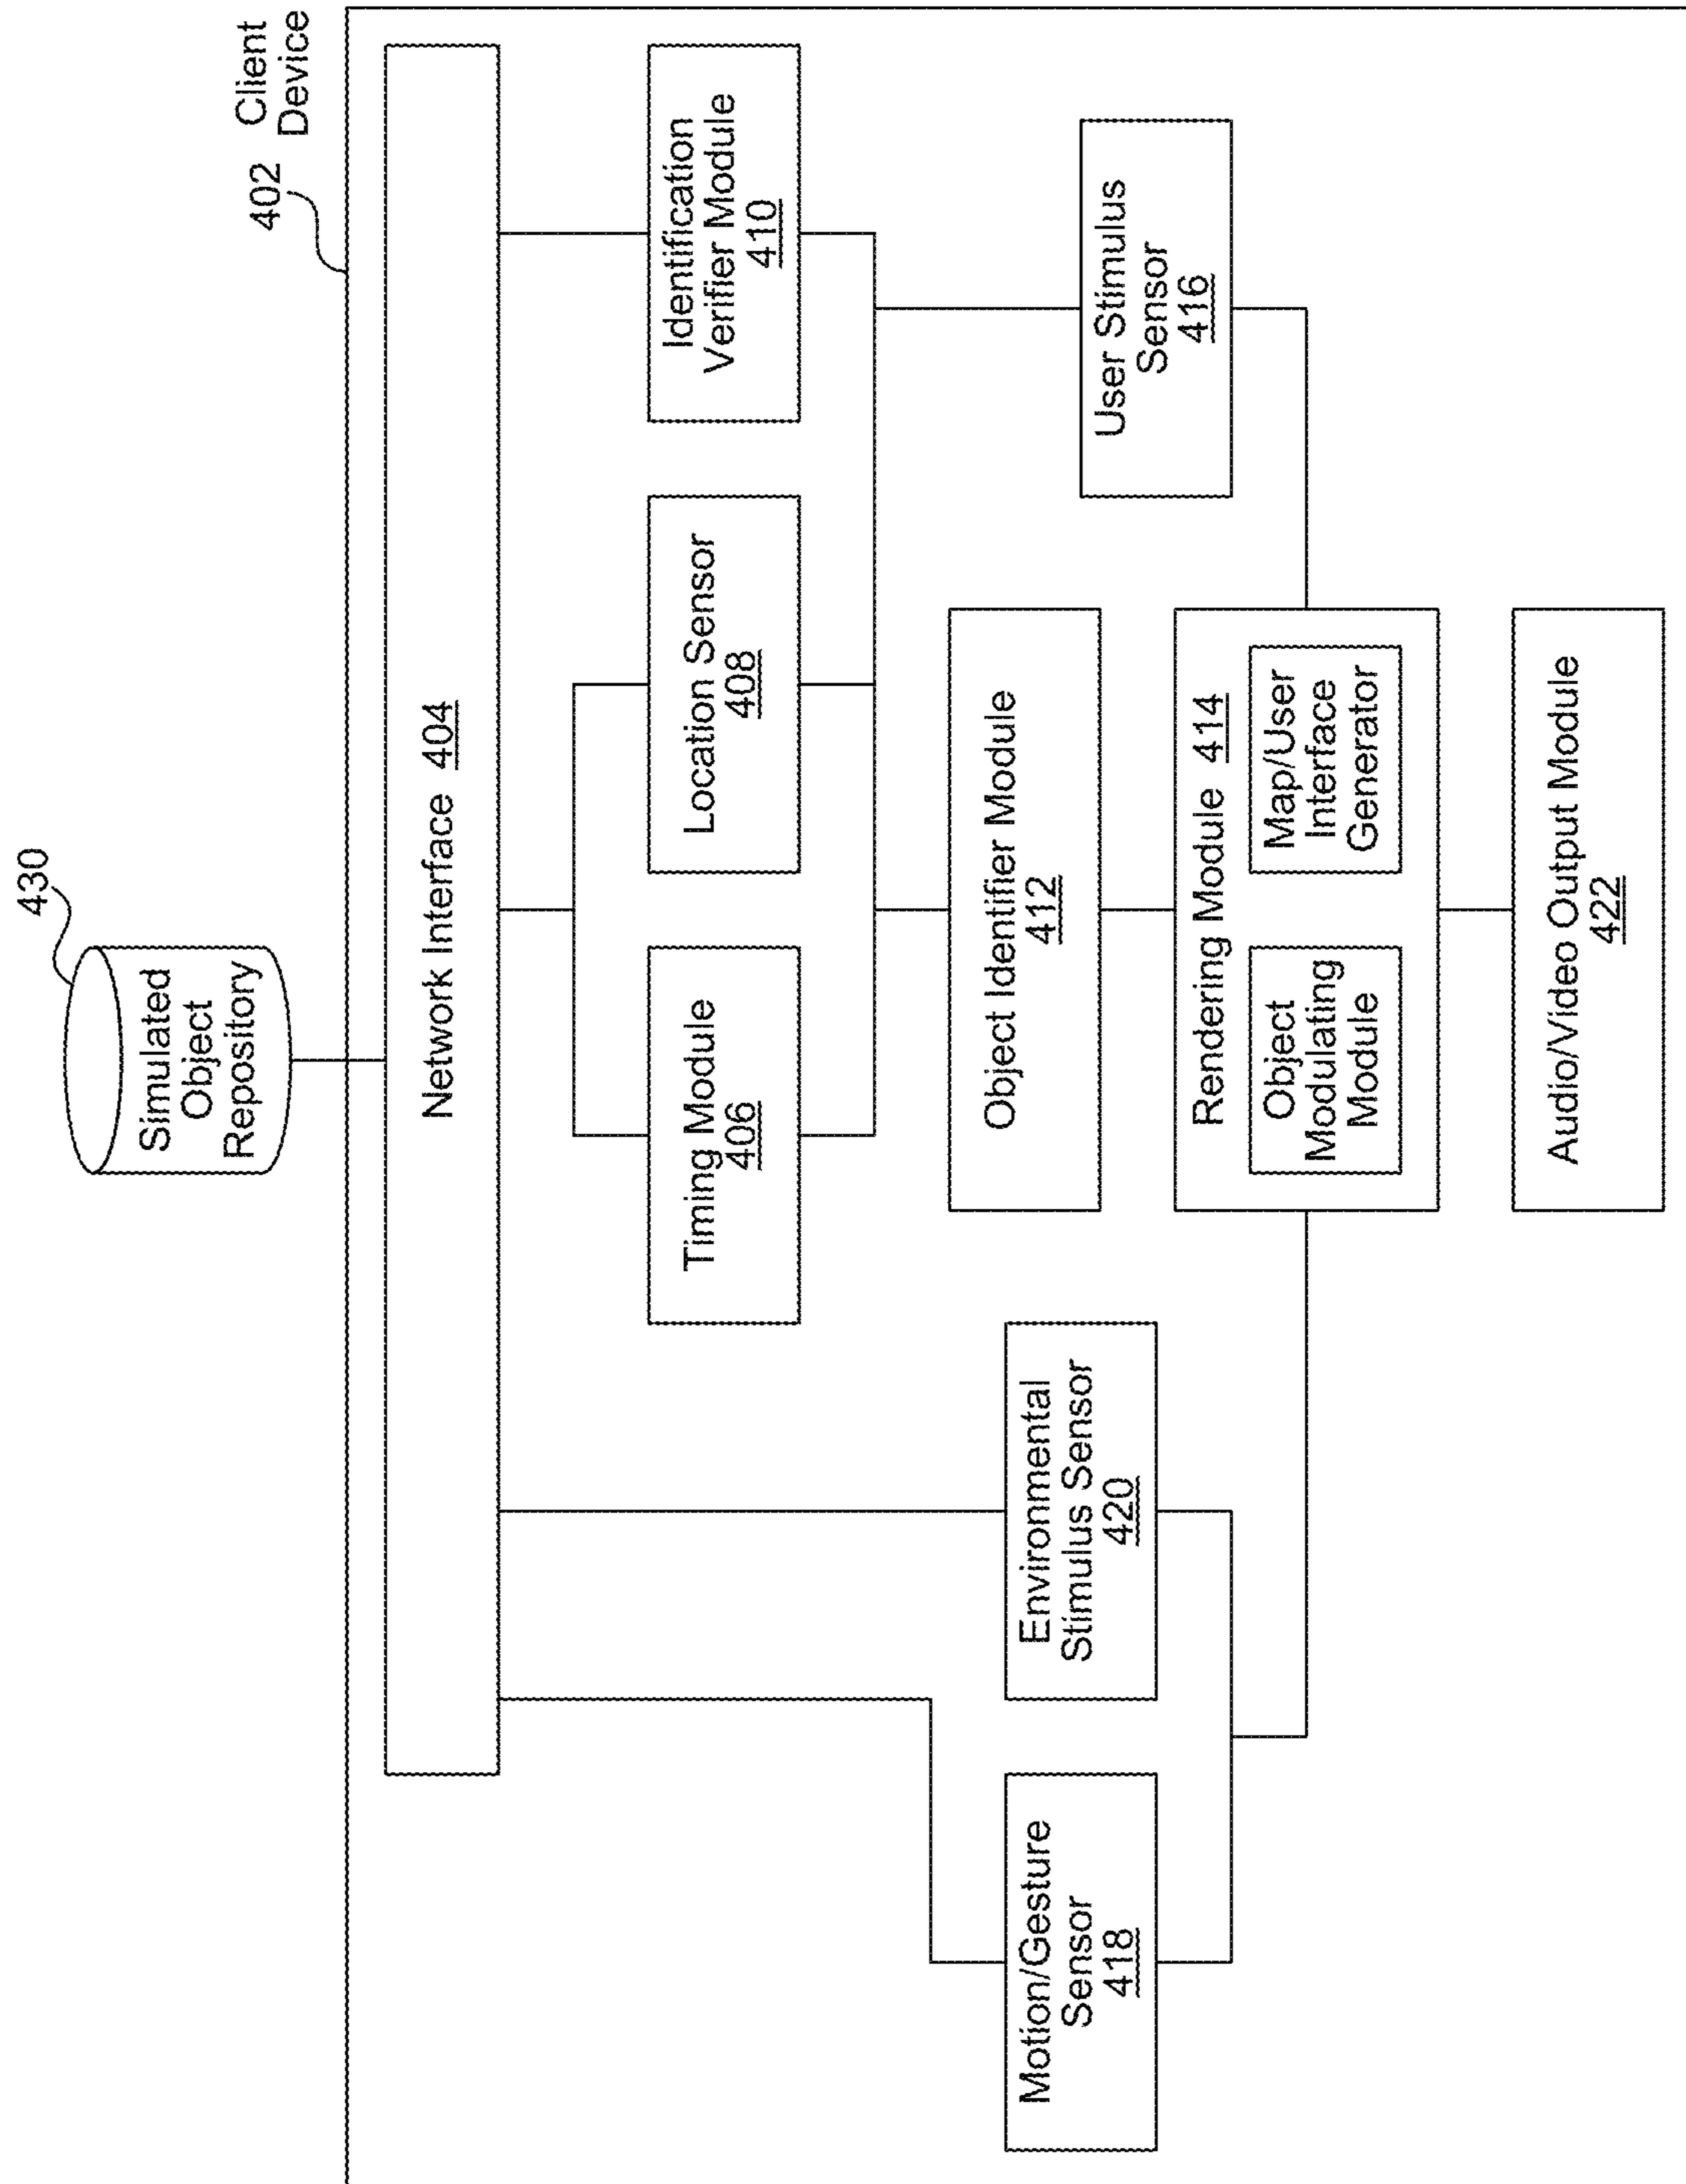 430
Simulated
Object
Repository
402
Client
Device
Network Interface 404
Timing Module
406
Location Sensor
408
Identification
Verifier Module
410
Motion/Gesture
Sensor
418
Environmental
Stimulus Sensor
420
Object Identifier Module
412
User Stimulus
Sensor
416
Rendering Module 414
Object
Modulating
Module
Map/User
Interface
Generator
Audio/Video Output Module
422